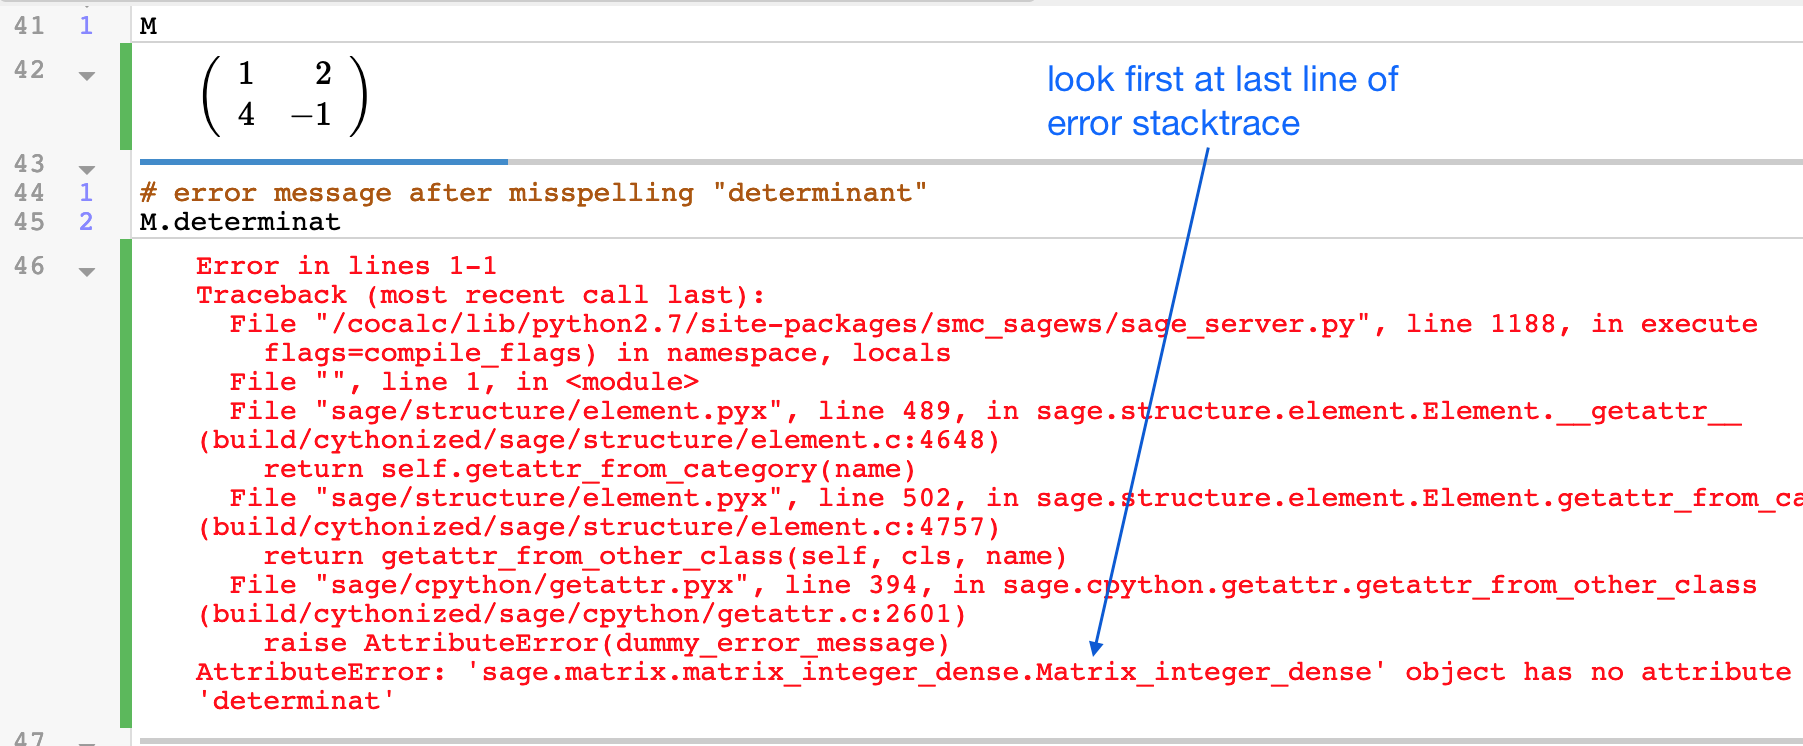 41 1 M
42
1 2
4 −1
look first at last line of
error stacktrace
43
44 1 # error message after misspelling "determinant"
45 2 M.determinat
46
Error in lines 1-1
Traceback (most recent call last):
File "/cocalc/lib/python2.7/site-packages/smc_sagews/sage_server.py", line 1188, in execute
flags=compile_flags) in namespace, locals
File "", line 1, in <module>
File "sage/structure/element.pyx", line 489, in sage.structure.element.Element.__getattr__
(build/cythonized/sage/structure/element.c:4648)
return self.getattr_from_category(name)
File "sage/structure/element.pyx", line 502, in sage.structure.element.Element.getattr_from_ca
(build/cythonized/sage/structure/element.c:4757)
return getattr_from_other_class(self, cls, name)
File "sage/cpython/getattr.pyx", line 394, in sage.cpython.getattr.getattr_from_other_class
(build/cythonized/sage/cpython/getattr.c:2601)
raise AttributeError(dummy_error_message)
AttributeError: 'sage.matrix.matrix_integer_dense.Matrix_integer_dense' object has no attribute
'determinat'
47